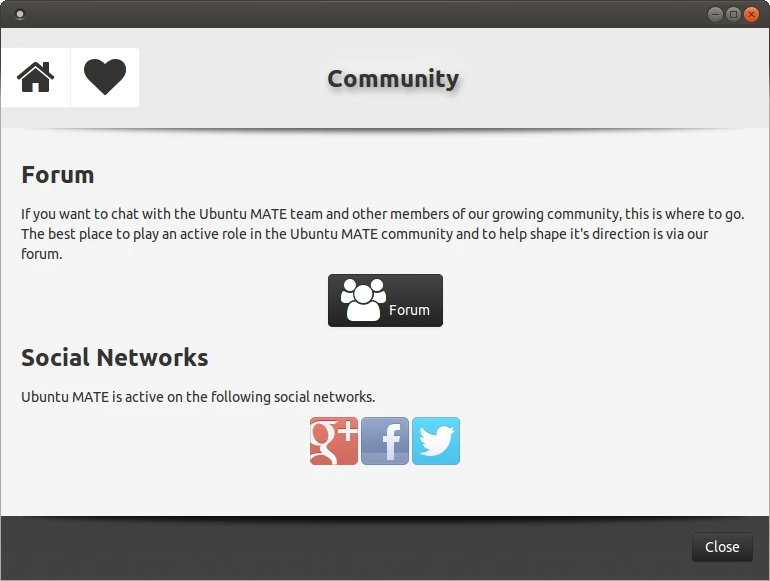 Community
Forum
If you want to chat with the Ubuntu MATE team and other members of our growing community, this is where to go.
The best place to play an active role in the Ubuntu MATE community and to help shape it's direction is via our
forum.
Forum
Social Networks
Ubuntu MATE is active on the following social networks.
g+ f
Close